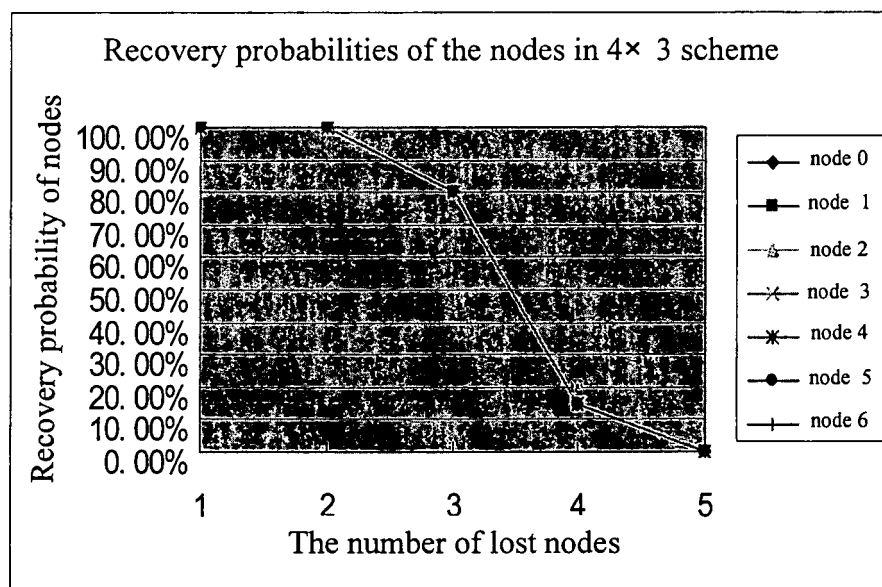 Recovery probabilities of the nodes in 4× 3 scheme
Recovery probability of nodes
100. 00%
90. 00%
80. 00%
70. 00%
60. 00%
50. 00%
40. 00%
30. 00%
20. 00%
10. 00%
0. 00%
1 2 3 4 5
The number of lost nodes
node 0
node 1
node 2
node 3
node 4
node 5
node 6